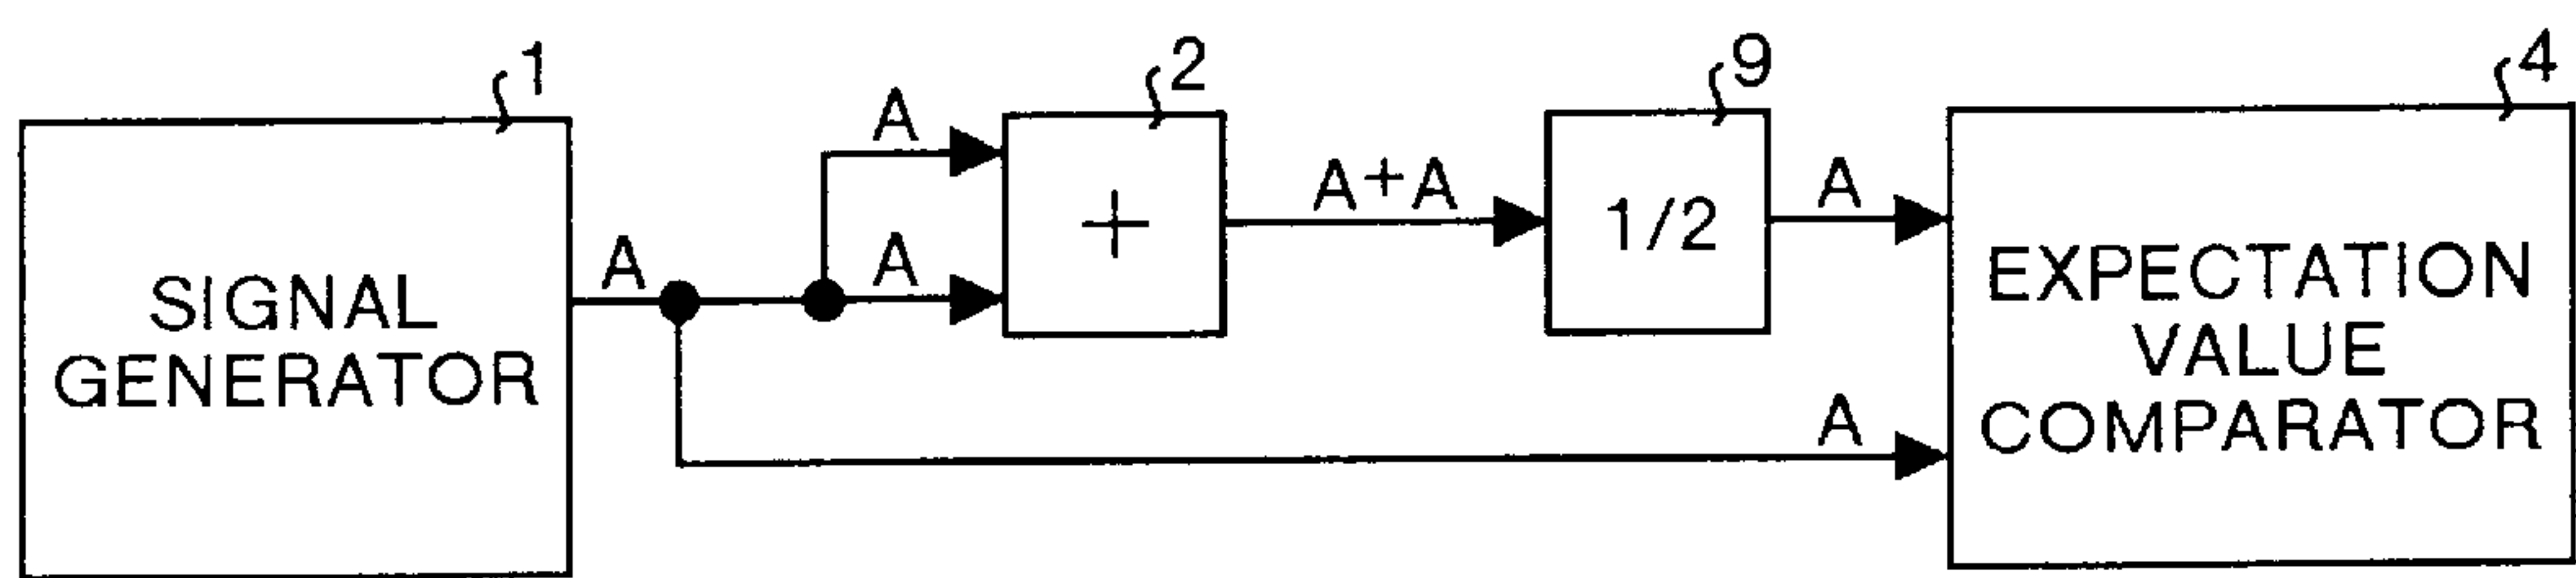 1
2
9
4
A
A
A
A+A
A
A
+
1/2
SIGNAL
GENERATOR
EXPECTATION
VALUE
COMPARATOR